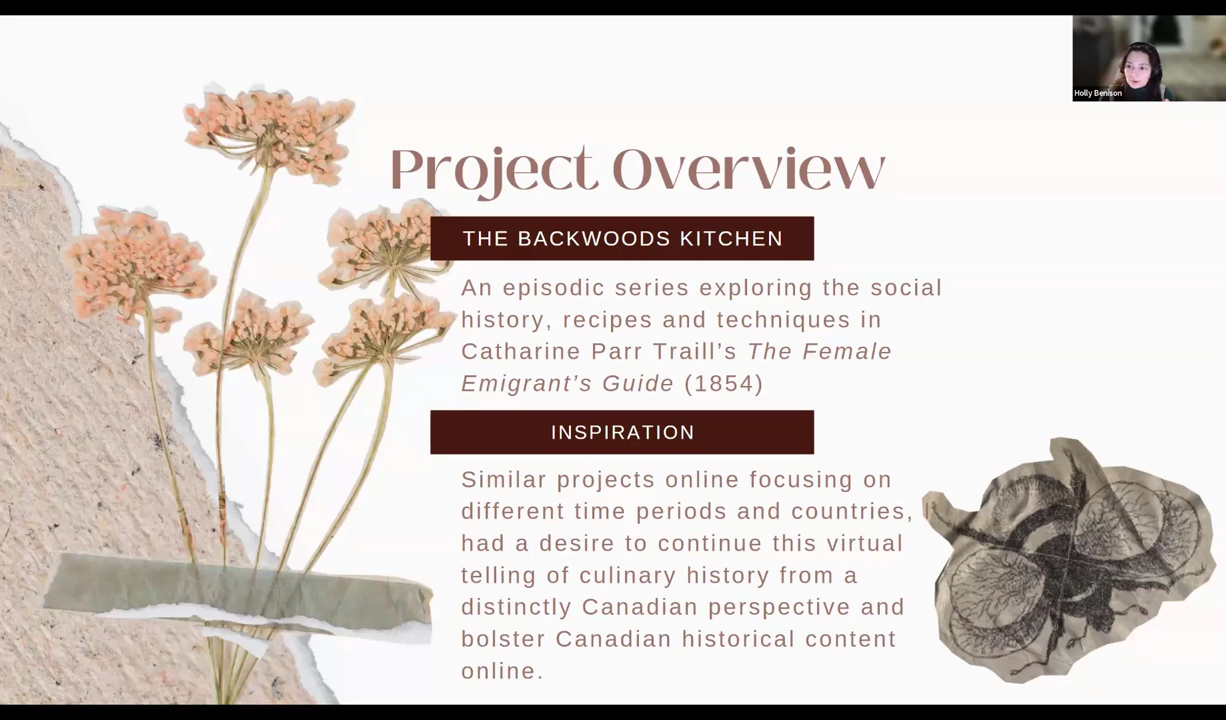 Holly Benison
Project Overview
THE BACKWOODS KITCHEN
An episodic series exploring the social
history, recipes and techniques in
Catharine Parr Traill’s The Female
Emigrant’s Guide (1854)
INSPIRATION
Similar projects online focusing on
different time periods and countries, I
had a desire to continue this virtual
telling of culinary history from a
distinctly Canadian perspective and
bolster Canadian historical content
online.